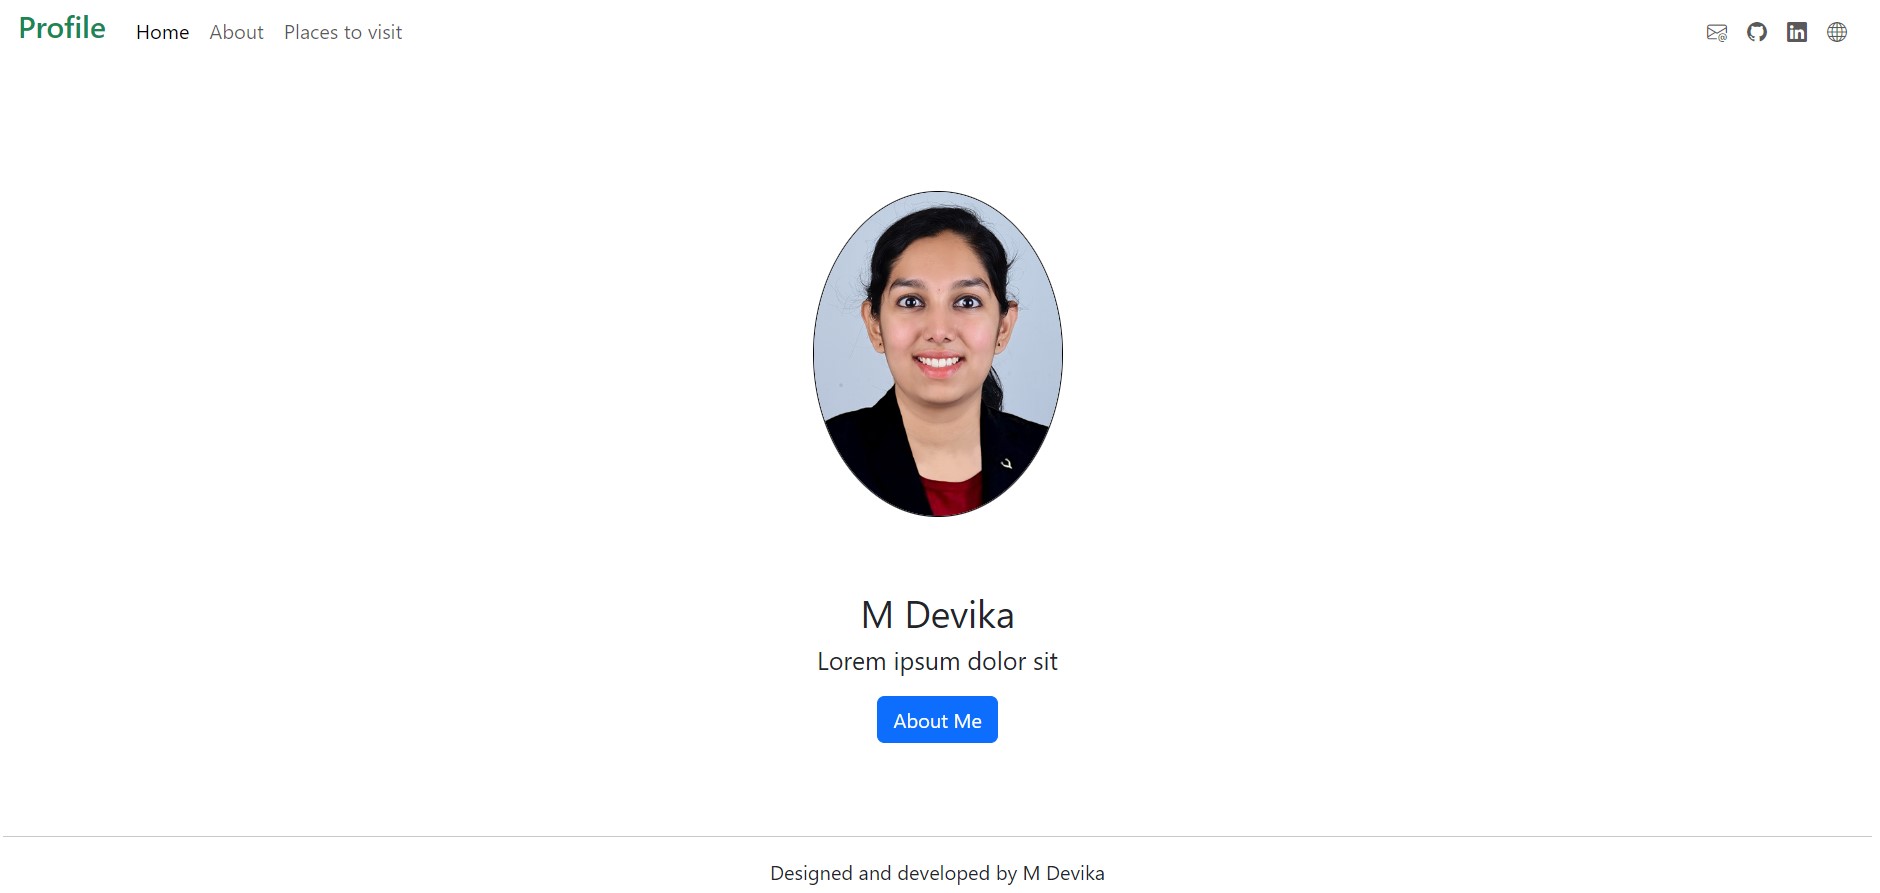 Profile Home About Places to visit
M Devika
Lorem ipsum dolor sit
About Me
Designed and developed by M Devika